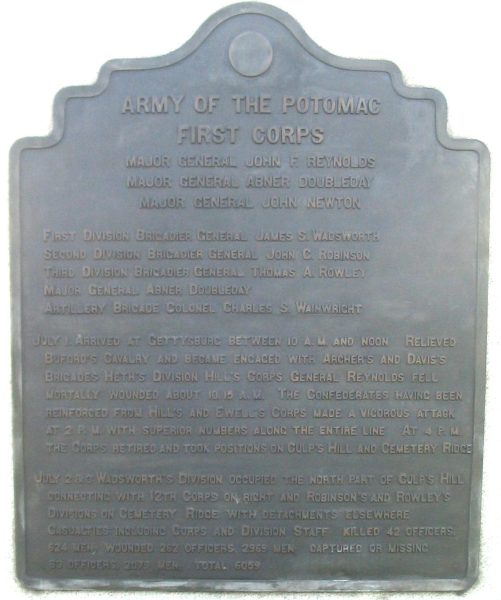 ARMY OF THE POTOMAC
FIRST CORPS
MAJOR GENERAL JOHN F. REYNOLDS
MAJOR GENERAL ABNER DOUBLEDAY
MAJOR GENERAL JOHN NEWTON
FIRST DIVISION BRIGADIER GENERAL JAMES S. WADSWORTH
SECOND DIVISION BRIGADIER GENERAL JOHN C. ROBINSON
THIRD DIVISION BRIGADIER GENERAL THOMAS A. ROWLEY
MAJOR GENERAL ABNER DOUBLEDAY
ARTILLERY BRIGADE COLONEL CHARLES S. WAINWRIGHT
JULY 1. ARRIVED AT GETTYSBURG BETWEEN 10 A.M. AND NOON RELIEVED
BUFORD'S CAVALRY AND BECAME ENGAGED WITH ARCHER'S AND DAVIS'S
BRIGADES HETH'S DIVISION HILL'S CORPS. GENERAL REYNOLDS FELL
MORTALLY WOUNDED ABOUT 10.15 A.M. THE CONFEDERATES HAVING BEEN
REINFORCED FROM HILL'S AND EWELL'S CORPS MADE A VIGOROUS ATTACK
AT 2 P.M. WITH SUPERIOR NUMBERS ALONG THE ENTIRE LINE AT 4 P.M.
THE CORPS RETIRED AND TOOK POSITIONS ON CULP'S HILL AND CEMETERY RIDGE
JULY 2 & 3 WADSWORTH'S DIVISION OCCUPIED THE NORTH PART OF CULP'S HILL
CONNECTING WITH 12TH CORPS ON RIGHT AND ROBINSON'S AND ROWLEY'S
DIVISIONS ON CEMETERY RIDGE WITH DETACHMENTS ELSEWHERE
CASUALTIES INCLUDING CORPS AND DIVISION STAFF KILLED 42 OFFICERS,
624 MEN, WOUNDED 262 OFFICERS, 2969 MEN CAPTURED OR MISSING
83 OFFICERS, 2079 MEN. TOTAL 6059